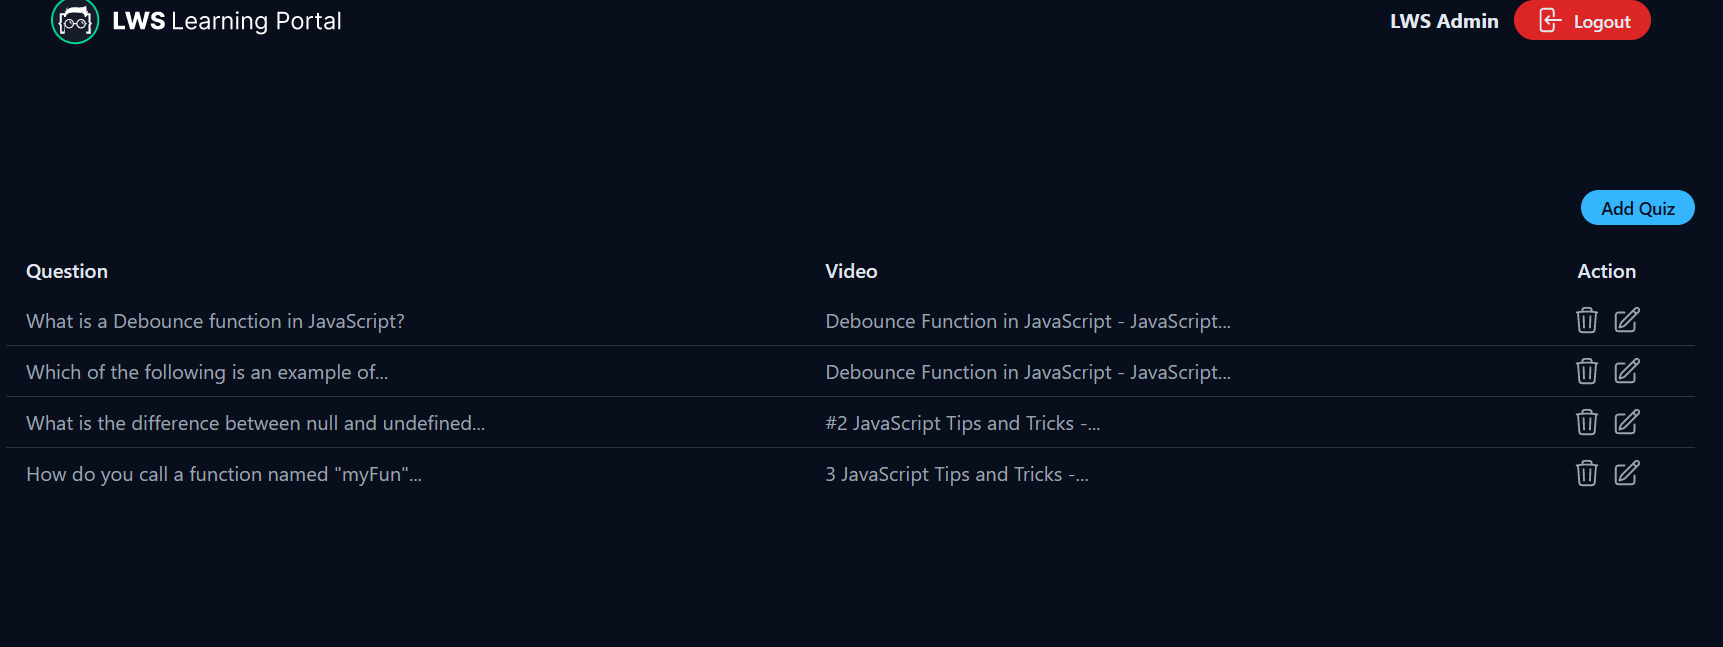 LWS Learning Portal
LWS Admin
Logout
Add Quiz
Question Video Action
What is a Debounce function in JavaScript? Debounce Function in JavaScript - JavaScript...
Which of the following is an example of... Debounce Function in JavaScript - JavaScript...
What is the difference between null and undefined... #2 JavaScript Tips and Tricks -...
How do you call a function named "myFun"... 3 JavaScript Tips and Tricks -...